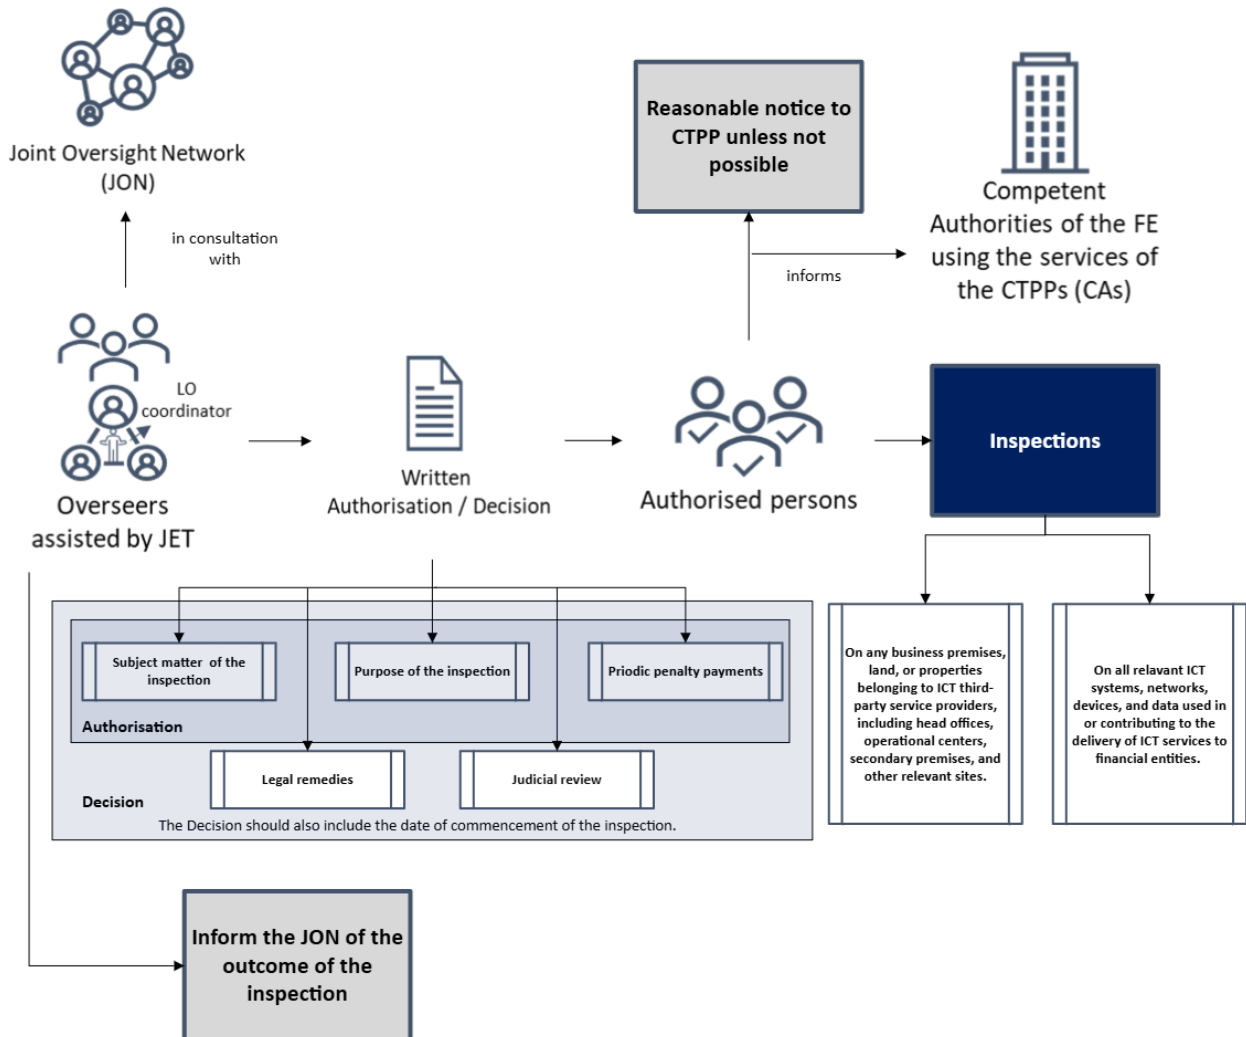 Joint Oversight Network
(JON)
in consultation
with
Reasonable notice to
CTPP unless not
possible
Competent
Authorities of the FE
using the services of
the CTPPs (CAs)
informs
LO
coordinator
Overseers
assisted by JET
Written
Authorisation / Decision
Authorised persons
Inspections
Subject matter of the
inspection
Purpose of the inspection
Priodic penalty payments
Authorisation
Legal remedies
Judicial review
Decision
The Decision should also include the date of commencement of the inspection.
On any business premises,
land, or properties
belonging to ICT third-
party service providers,
including head offices,
operational centers,
secondary premises, and
other relevant sites.
On all relavant ICT
systems, networks,
devices, and data used in
or contributing to the
delivery of ICT services to
financial entities.
Inform the JON of the
outcome of the
inspection